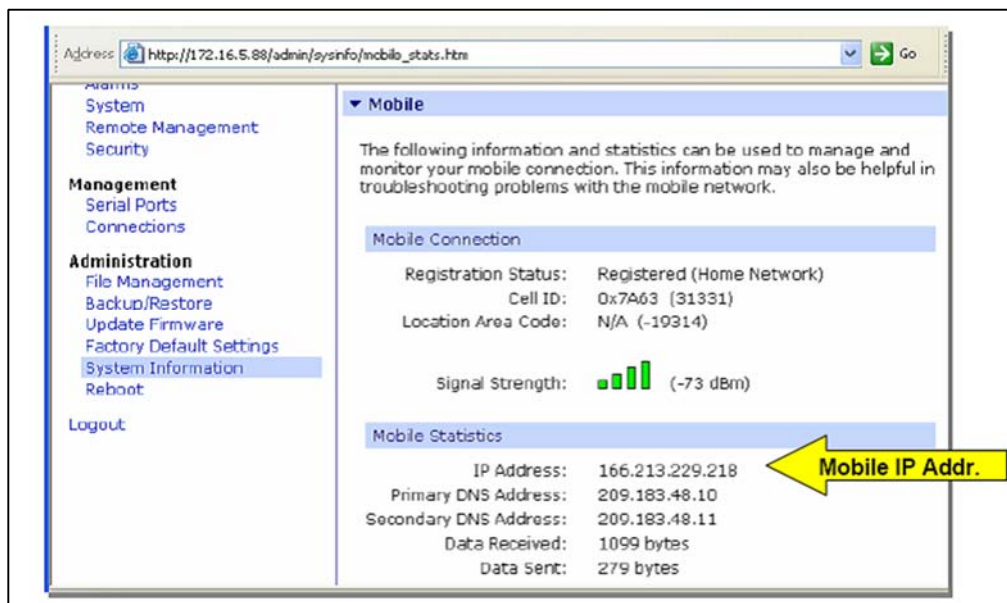 Address http://172.16.5.88/admin/sysinfo/mobile_stats.htm Go
Alarms
System
Remote Management
Security
Management
Serial Ports
Connections
Administration
File Management
Backup/Restore
Update Firmware
Factory Default Settings
System Information
Reboot
Logout
Mobile
The following information and statistics can be used to manage and
monitor your mobile connection. This information may also be helpful in
troubleshooting problems with the mobile network.
Mobile Connection
Registration Status: Registered (Home Network)
Cell ID: 0x7A63 (31331)
Location Area Code: N/A (-19314)
Signal Strength: (-73 dBm)
Mobile Statistics
IP Address: 166.213.229.218
Mobile IP Addr.
Primary DNS Address: 209.183.48.10
Secondary DNS Address: 209.183.48.11
Data Received: 1099 bytes
Data Sent: 279 bytes